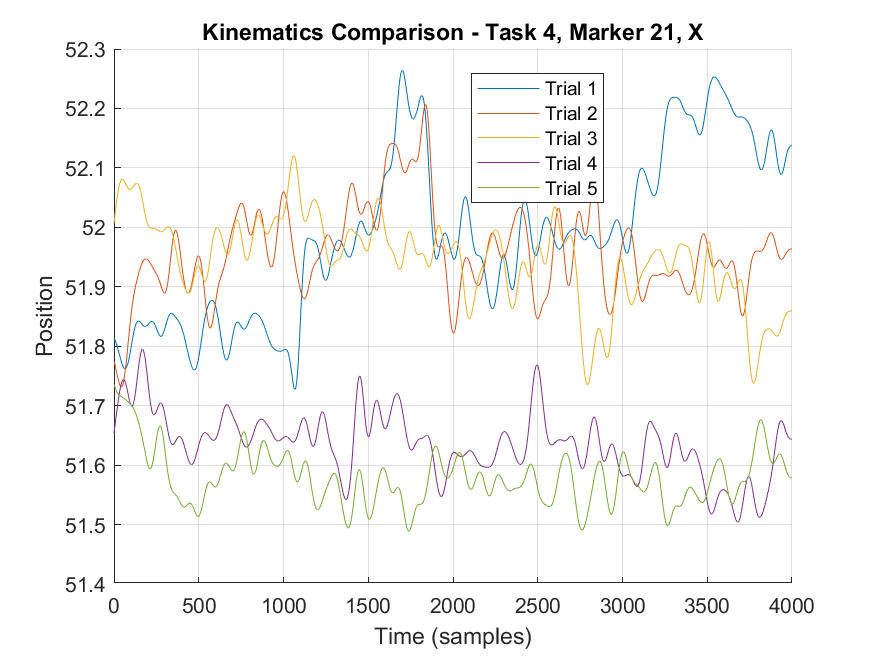 Kinematics Comparison - Task 4, Marker 21, X
52.3
52.2
52.1
52
51.9
51.8
51.7
51.6
51.5
51.4
Position
Trial 1
Trial 2
Trial 3
Trial 4
Trial 5
0 500 1000 1500 2000 2500 3000 3500 4000
Time (samples)